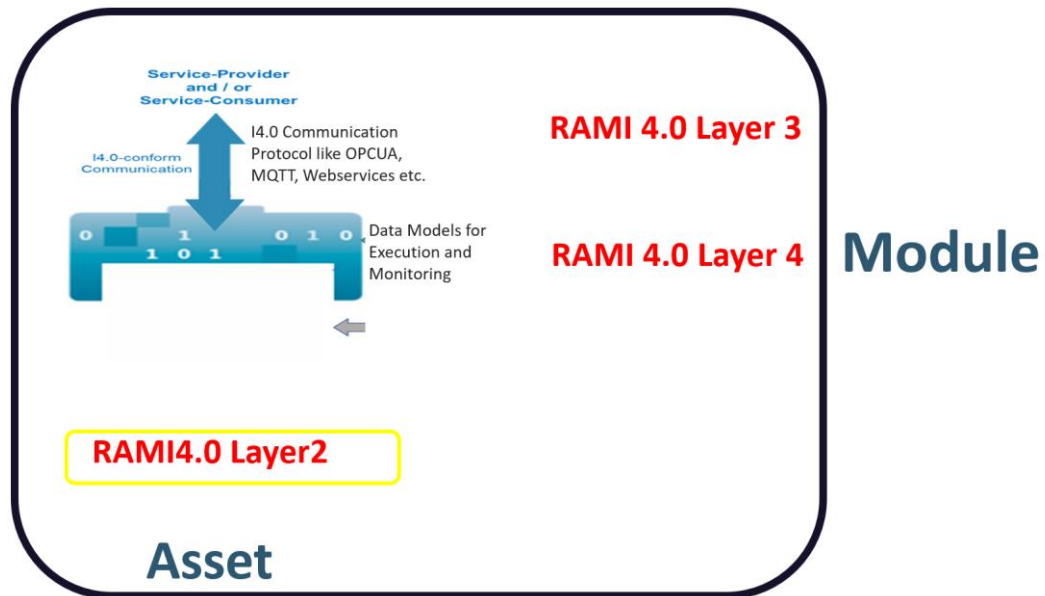 Service-Provider
and / or
Service-Consumer
I4.0-conform
Communication
I4.0 Communication
Protocol like OPCUA,
MQTT, Webservices etc.
RAMI 4.0 Layer 3
0 1 0 1 0
1 0 1
Data Models for
Execution and
Monitoring
RAMI 4.0 Layer 4
Module
RAMI4.0 Layer2
Asset